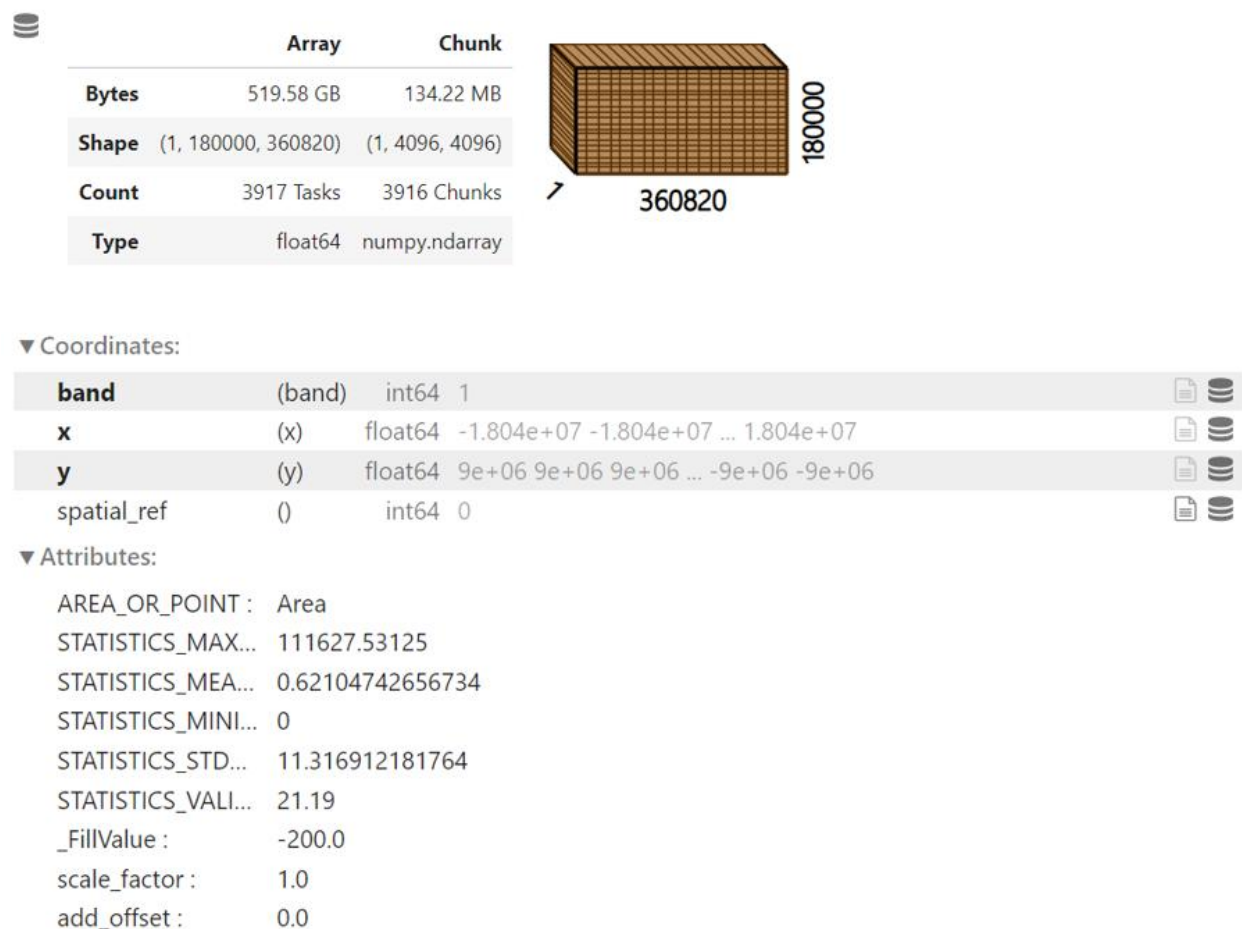 Array Chunk
Bytes 519.58 GB 134.22 MB
Shape (1, 180000, 360820) (1, 4096, 4096)
Count 3917 Tasks 3916 Chunks
Type float64 numpy.ndarray
180000
1
360820
▼ Coordinates:
band (band) int64 1
x (x) float64 -1.804e+07 -1.804e+07 ... 1.804e+07
y (y) float64 9e+06 9e+06 9e+06 ... -9e+06 -9e+06
spatial_ref () int64 0
▼ Attributes:
AREA_OR_POINT : Area
STATISTICS_MAX... 111627.53125
STATISTICS_MEA... 0.62104742656734
STATISTICS_MINI... 0
STATISTICS_STD... 11.316912181764
STATISTICS_VALI... 21.19
_FillValue : -200.0
scale_factor : 1.0
add_offset : 0.0